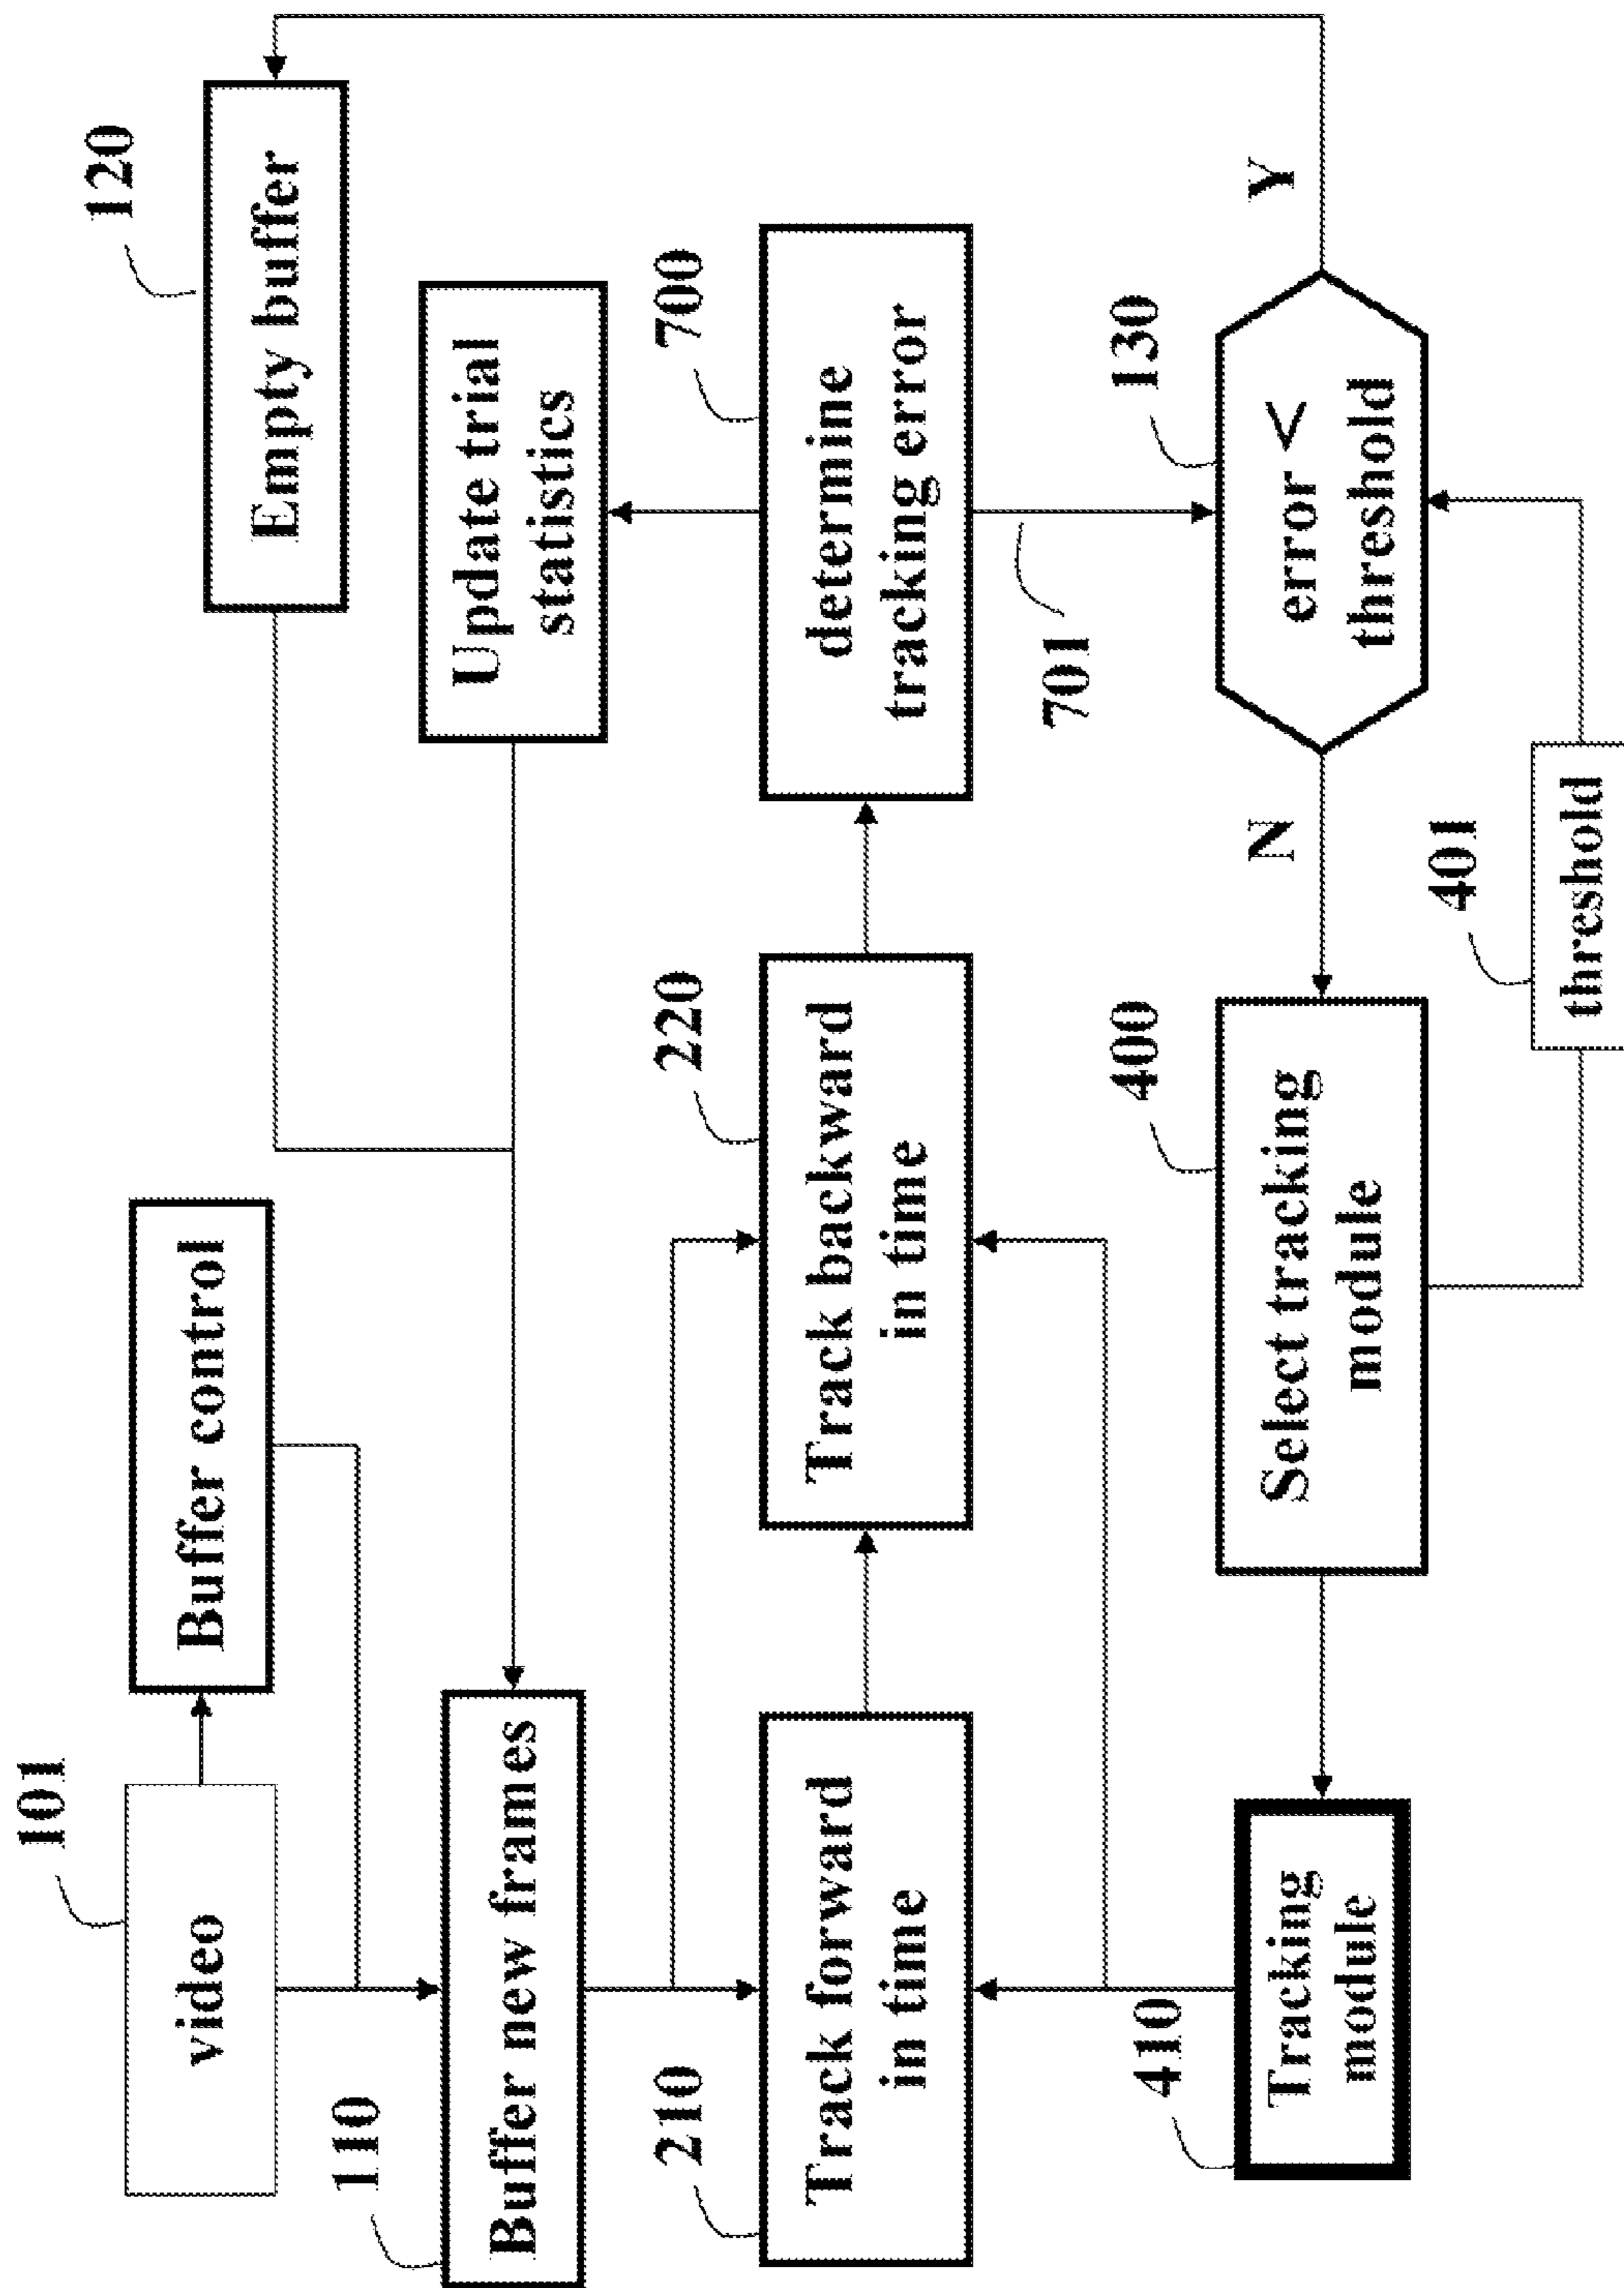 101
video
Buffer control
120
Empty buffer
110
Buffer new frames
Update trial
statistics
210
Track forward
in time
220
Track backward
in time
700
determine
tracking error
701
410
Tracking
module
400
Select tracking
module
N
130
error <
threshold
Y
401
threshold